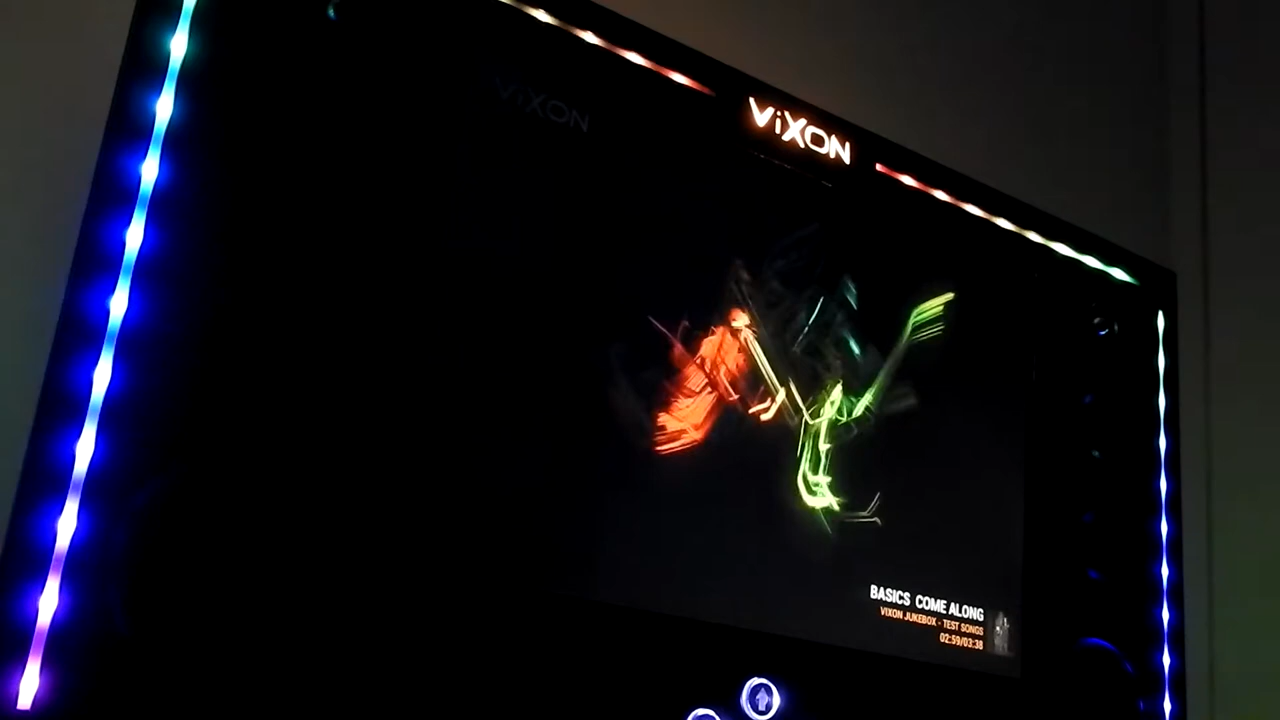 ViXON
ViXON
BASICS COME ALONG
VIXON JUKEBOX - TEST SONGS
02:59/03:38